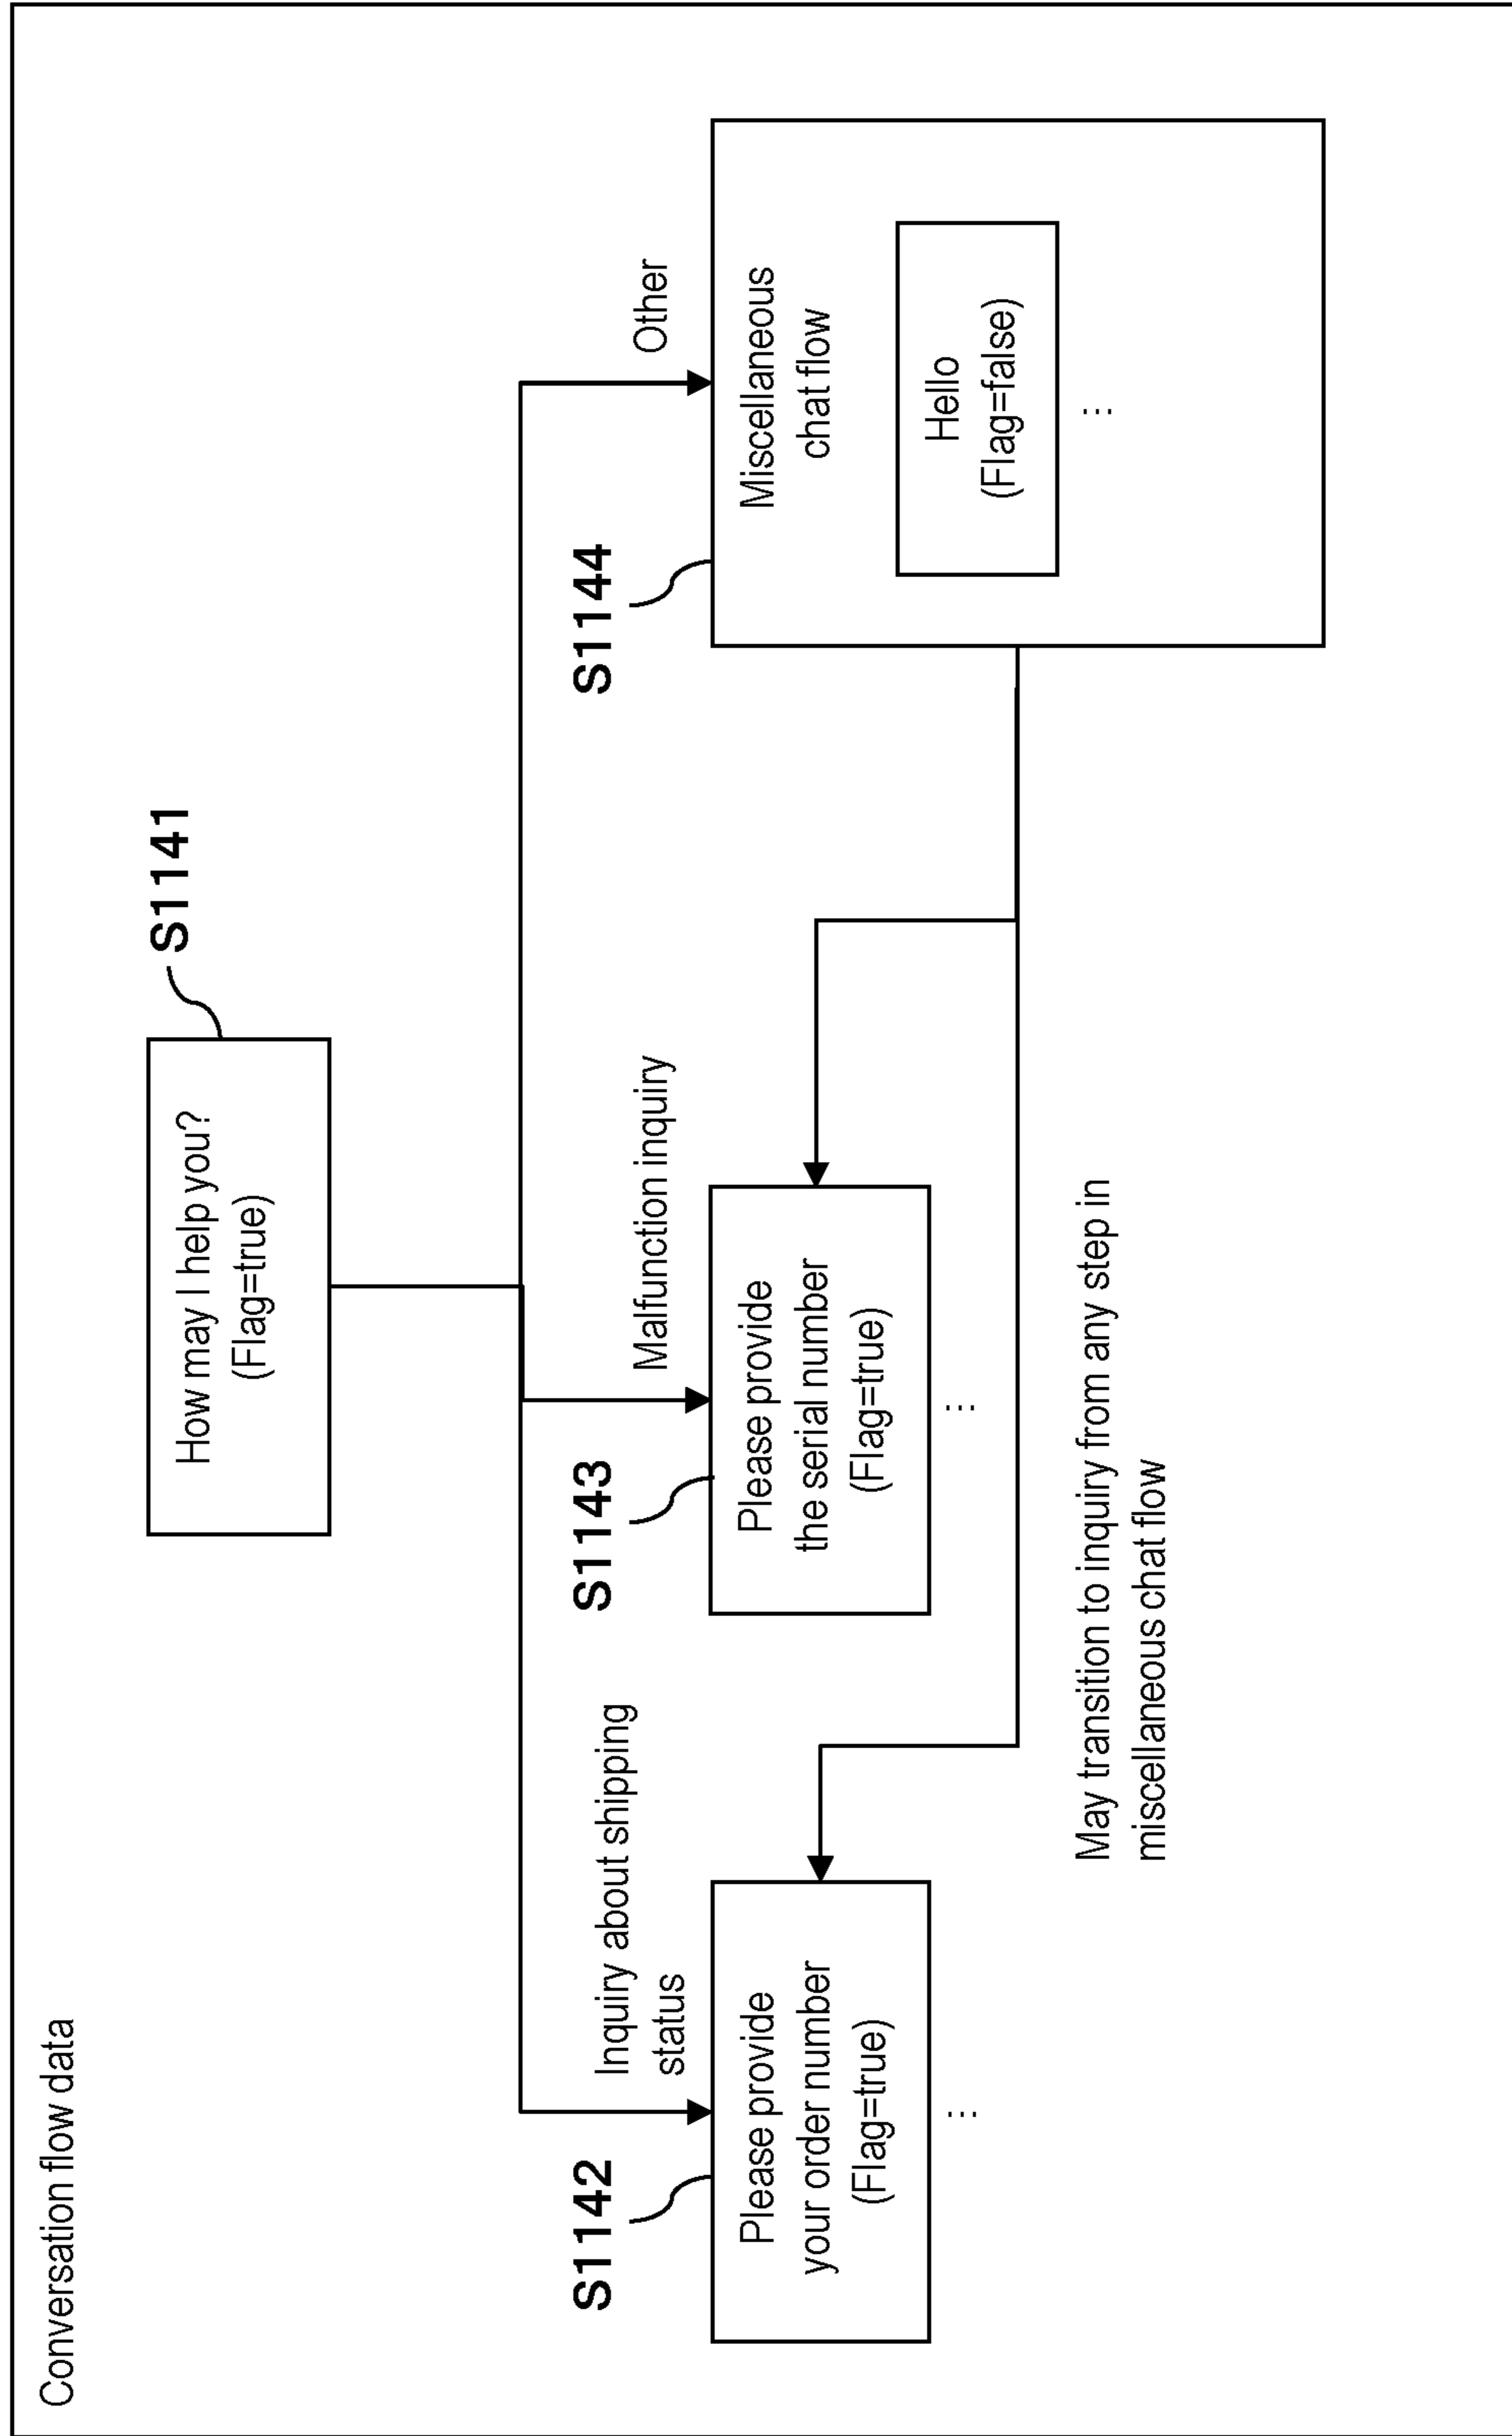 Conversation flow data
How may I help you?
(Flag=true)
S1141
Inquiry about shipping
status
Malfunction inquiry
Other
S1142
Please provide
your order number
(Flag=true)
...
S1143
Please provide
the serial number
(Flag=true)
...
S1144
Miscellaneous
chat flow
Hello
(Flag=false)
...
May transition to inquiry from any step in
miscellaneous chat flow